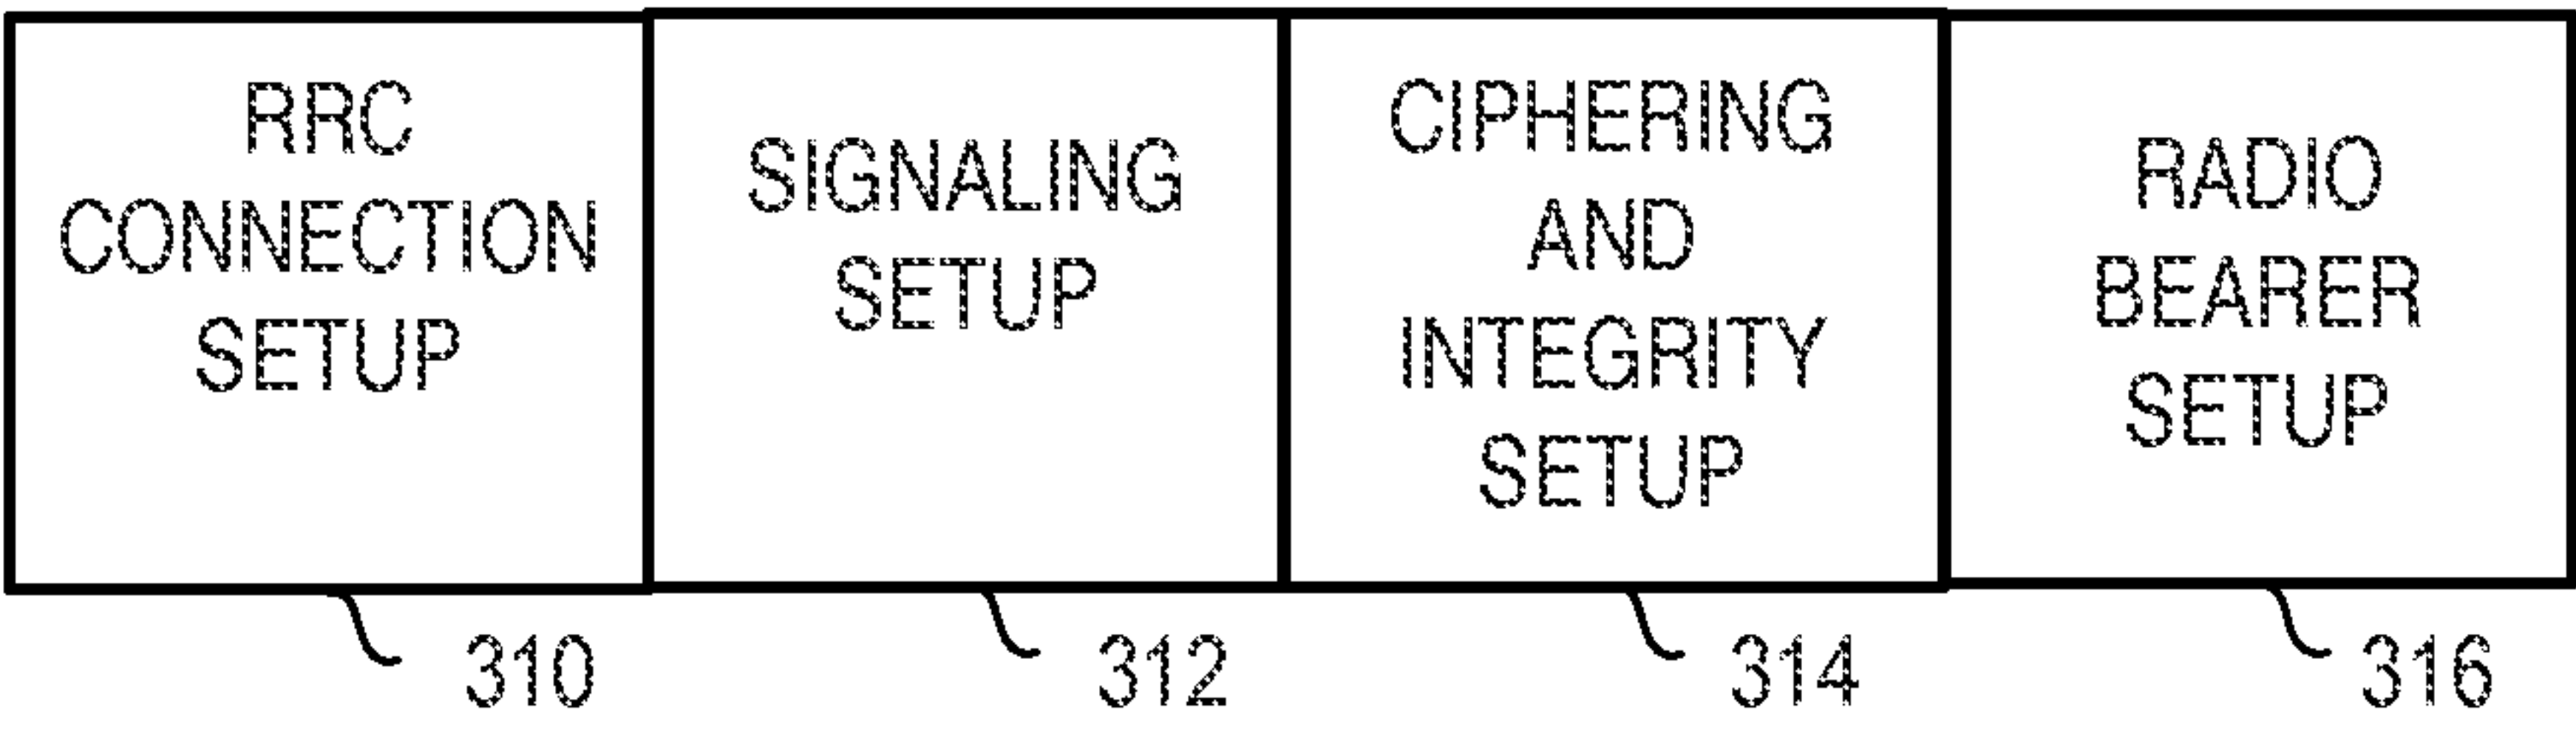 RRC
CONNECTION
SETUP
SIGNALING
SETUP
CIPHERING
AND
INTEGRITY
SETUP
RADIO
BEARER
SETUP
310
312
314
316